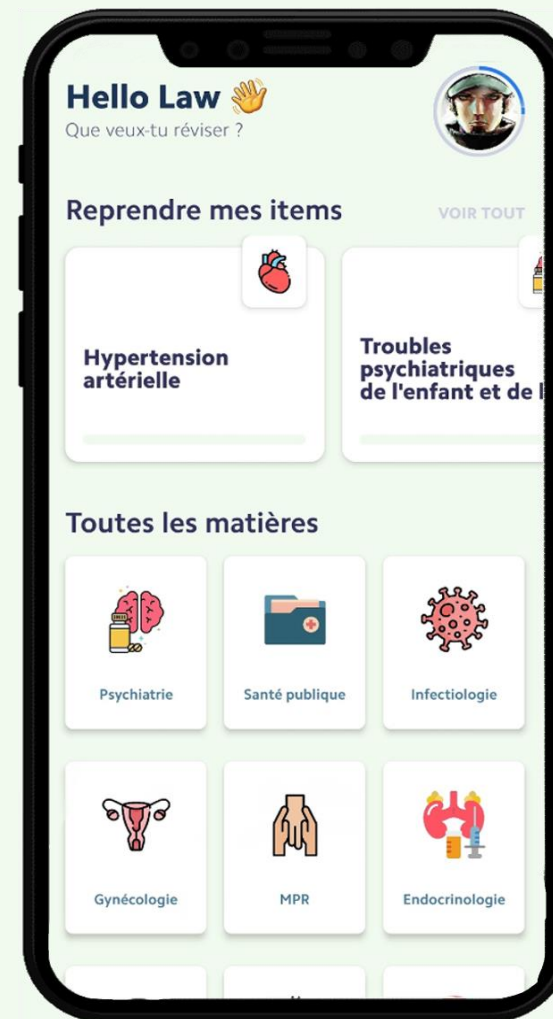 Hello Law 👋
Que veux-tu réviser ?
Reprendre mes items
VOIR TOUT
Hypertension
artérielle
Troubles
psychiatriques
de l'enfant et de l
Toutes les matières
Psychiatrie
Santé publique
Infectiologie
Gynécologie
MPR
Endocrinologie